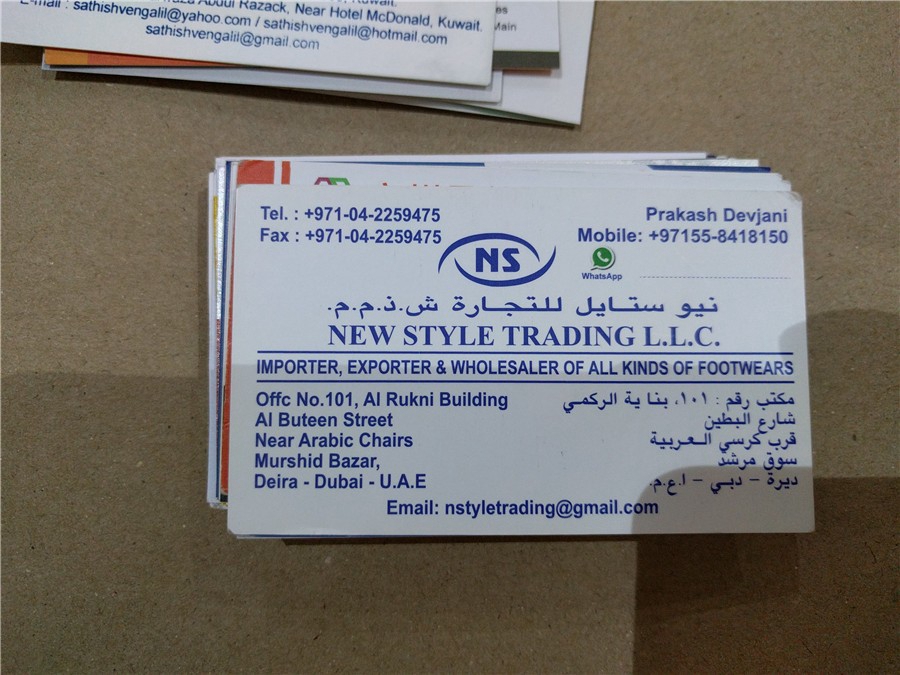 Abdul Razack, Near Hotel McDonald, Kuwait.
E-mail : sathishvengalil@yahoo.com / sathishvengalil@hotmail.com
sathishvengalil@gmail.com
Main
Tel. : +971-04-2259475
Fax : +971-04-2259475
Prakash Devjani
Mobile: +97155-8418150
NS
WhatsApp
نيو ستايل للتجارة ش.ذ.م.م.
NEW STYLE TRADING L.L.C.
IMPORTER, EXPORTER & WHOLESALER OF ALL KINDS OF FOOTWEARS
Offc No.101, Al Rukni Building
Al Buteen Street
Near Arabic Chairs
Murshid Bazar,
Deira - Dubai - U.A.E
مكتب رقم : ١٠١، بناية الركمي
شارع البطين
قرب كرسي العربية
سوق مرشد
ديرة - دبي - ا.ع.م.
Email: nstyletrading@gmail.com